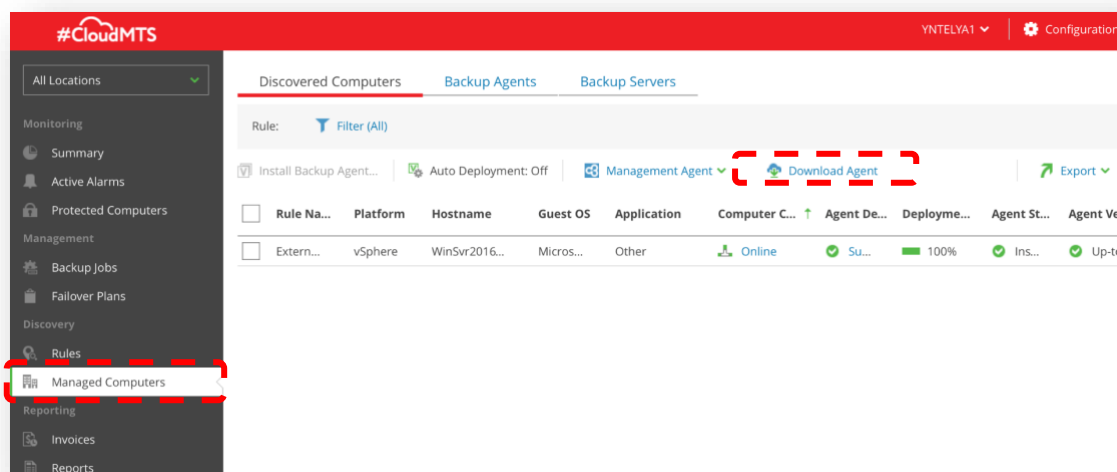 #CloudMTS
YNTELYA1
Configuration
All Locations
Monitoring
Summary
Active Alarms
Protected Computers
Management
Backup Jobs
Failover Plans
Discovery
Rules
Managed Computers
Reporting
Invoices
Reports
Discovered Computers Backup Agents Backup Servers
Rule: Filter (All)
Install Backup Agent... Auto Deployment: Off Management Agent Download Agent Export
Rule Na... Platform Hostname Guest OS Application Computer C... ↑ Agent De... Deployme... Agent St... Agent Ve
Extern... vSphere WinSvr2016... Micros... Other Online Su... 100% Ins... Up-t